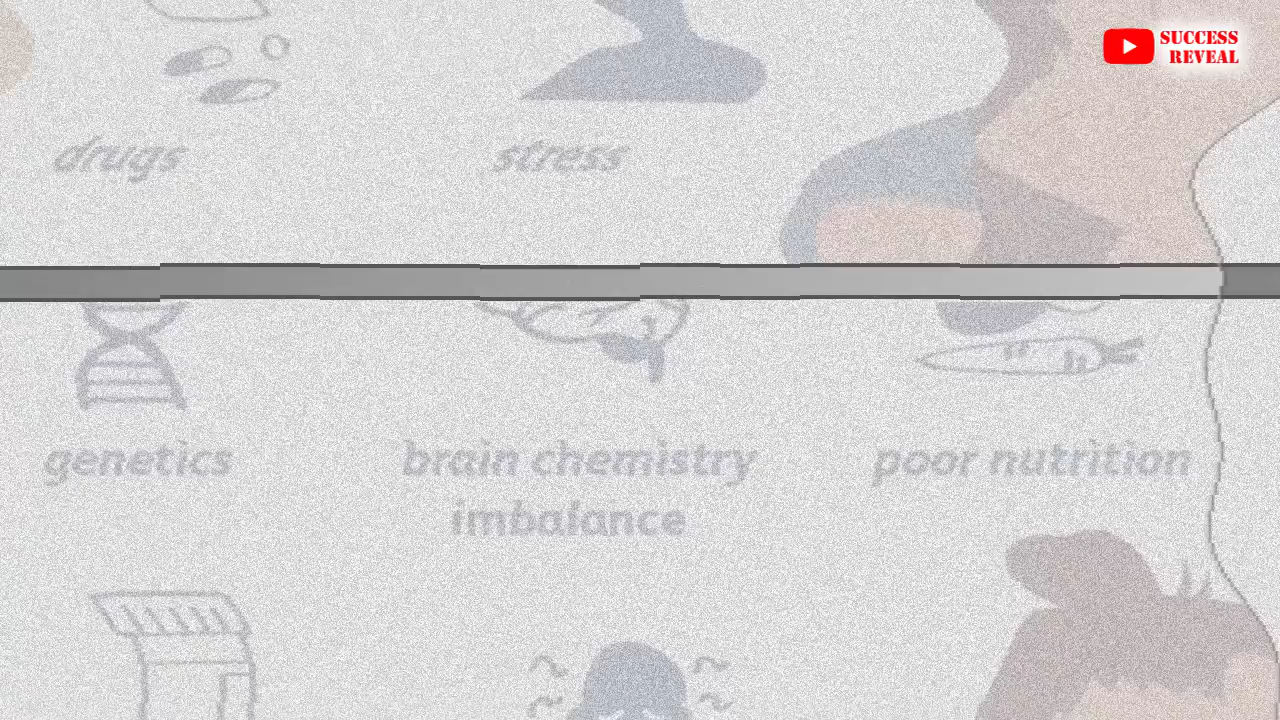 SUCCESS
REVEAL
drugs
stress
genetics
brain chemistry
imbalance
poor nutrition